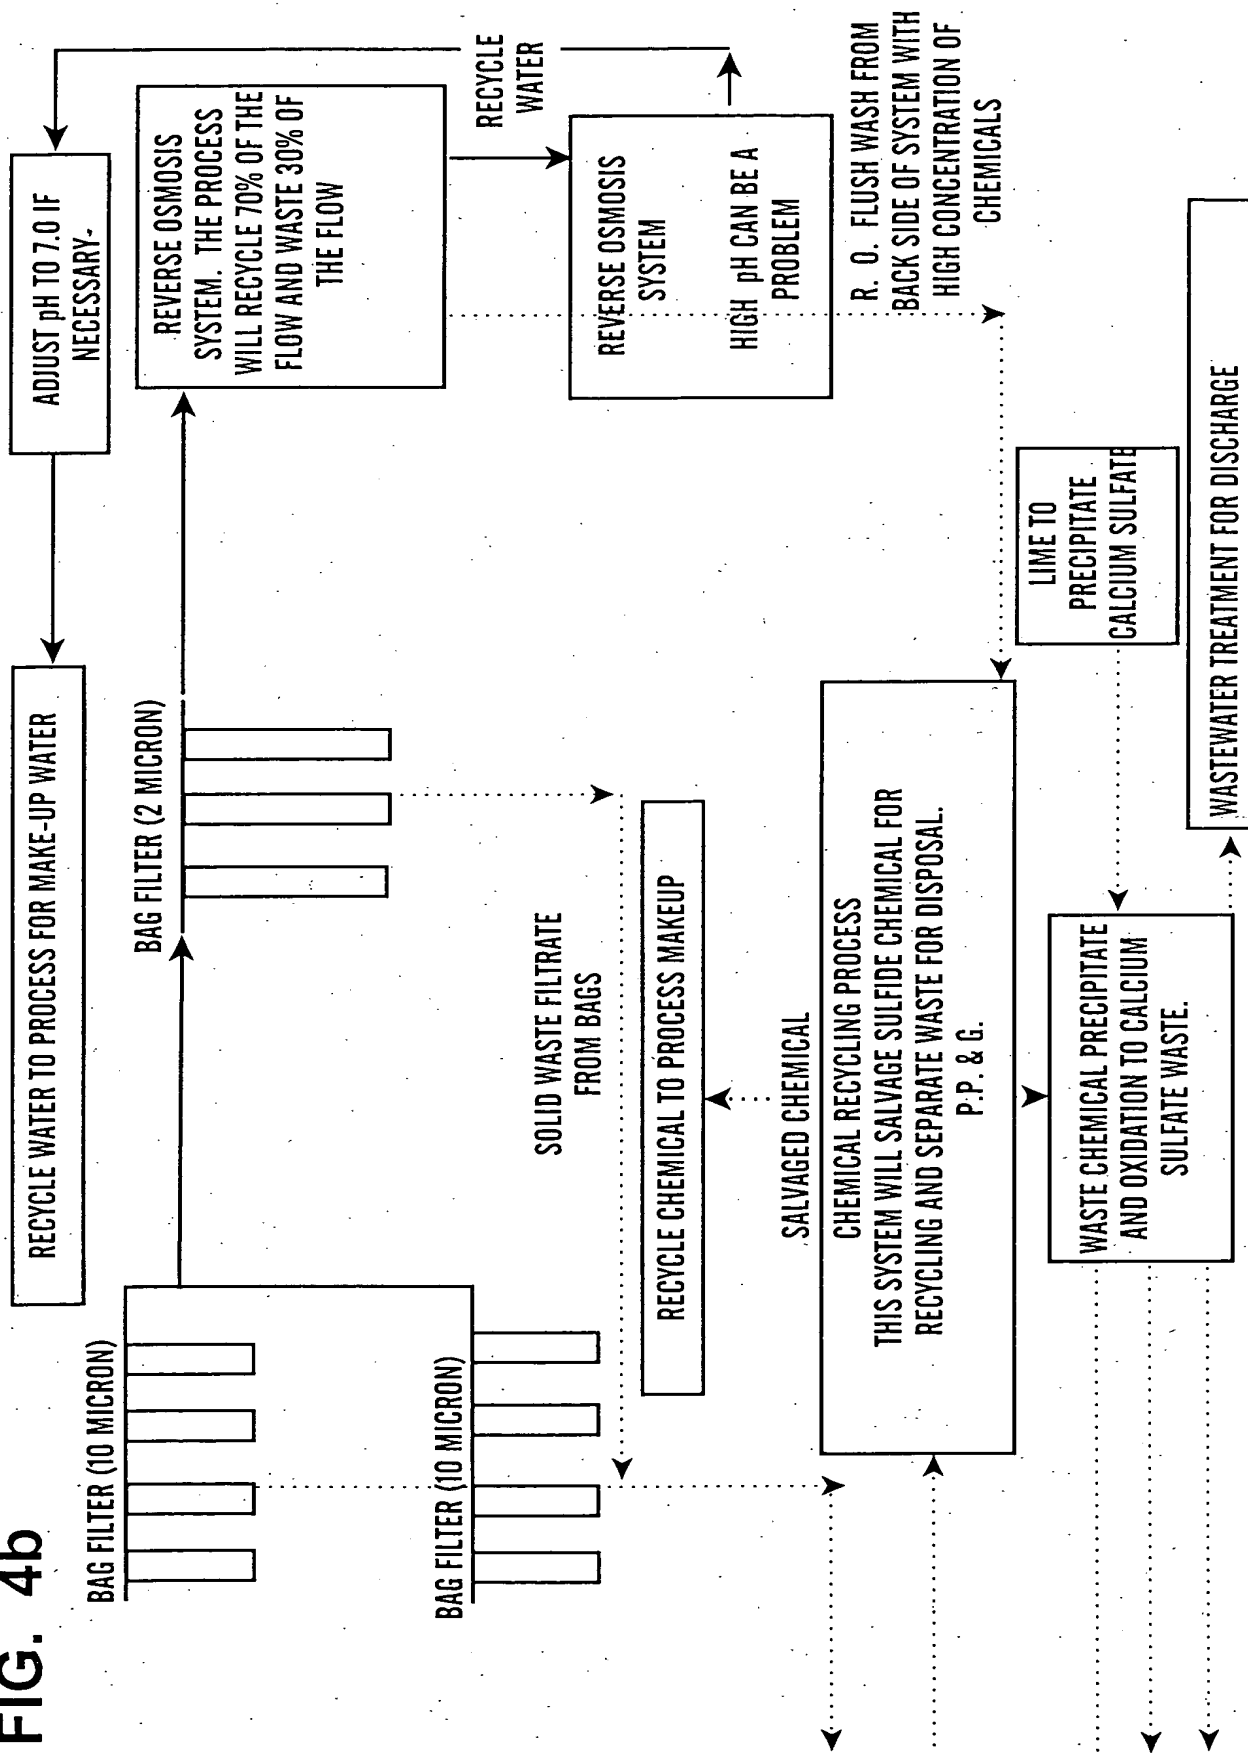 FIG. 4b
RECYCLE WATER TO PROCESS FOR MAKE-UP WATER
ADJUST pH TO 7.0 IF
NECESSARY-
BAG FILTER (10 MICRON)
BAG FILTER (2 MICRON)
REVERSE OSMOSIS
SYSTEM. THE PROCESS
WILL RECYCLE 70% OF THE
FLOW AND WASTE 30% OF
THE FLOW
RECYCLE
WATER
BAG FILTER (10 MICRON)
SOLID WASTE FILTRATE
FROM BAGS
REVERSE OSMOSIS
SYSTEM
HIGH pH CAN BE A
PROBLEM
RECYCLE CHEMICAL TO PROCESS MAKEUP
SALVAGED CHEMICAL
R. O. FLUSH WASH FROM
BACK SIDE OF SYSTEM WITH
HIGH CONCENTRATION OF
CHEMICALS
CHEMICAL RECYCLING PROCESS
THIS SYSTEM WILL SALVAGE SULFIDE CHEMICAL FOR
RECYCLING AND SEPARATE WASTE FOR DISPOSAL.
P.P. & G.
LIME TO
PRECIPITATE
CALCIUM SULFATE
WASTE CHEMICAL PRECIPITATE
AND OXIDATION TO CALCIUM
SULFATE WASTE.
WASTEWATER TREATMENT FOR DISCHARGE